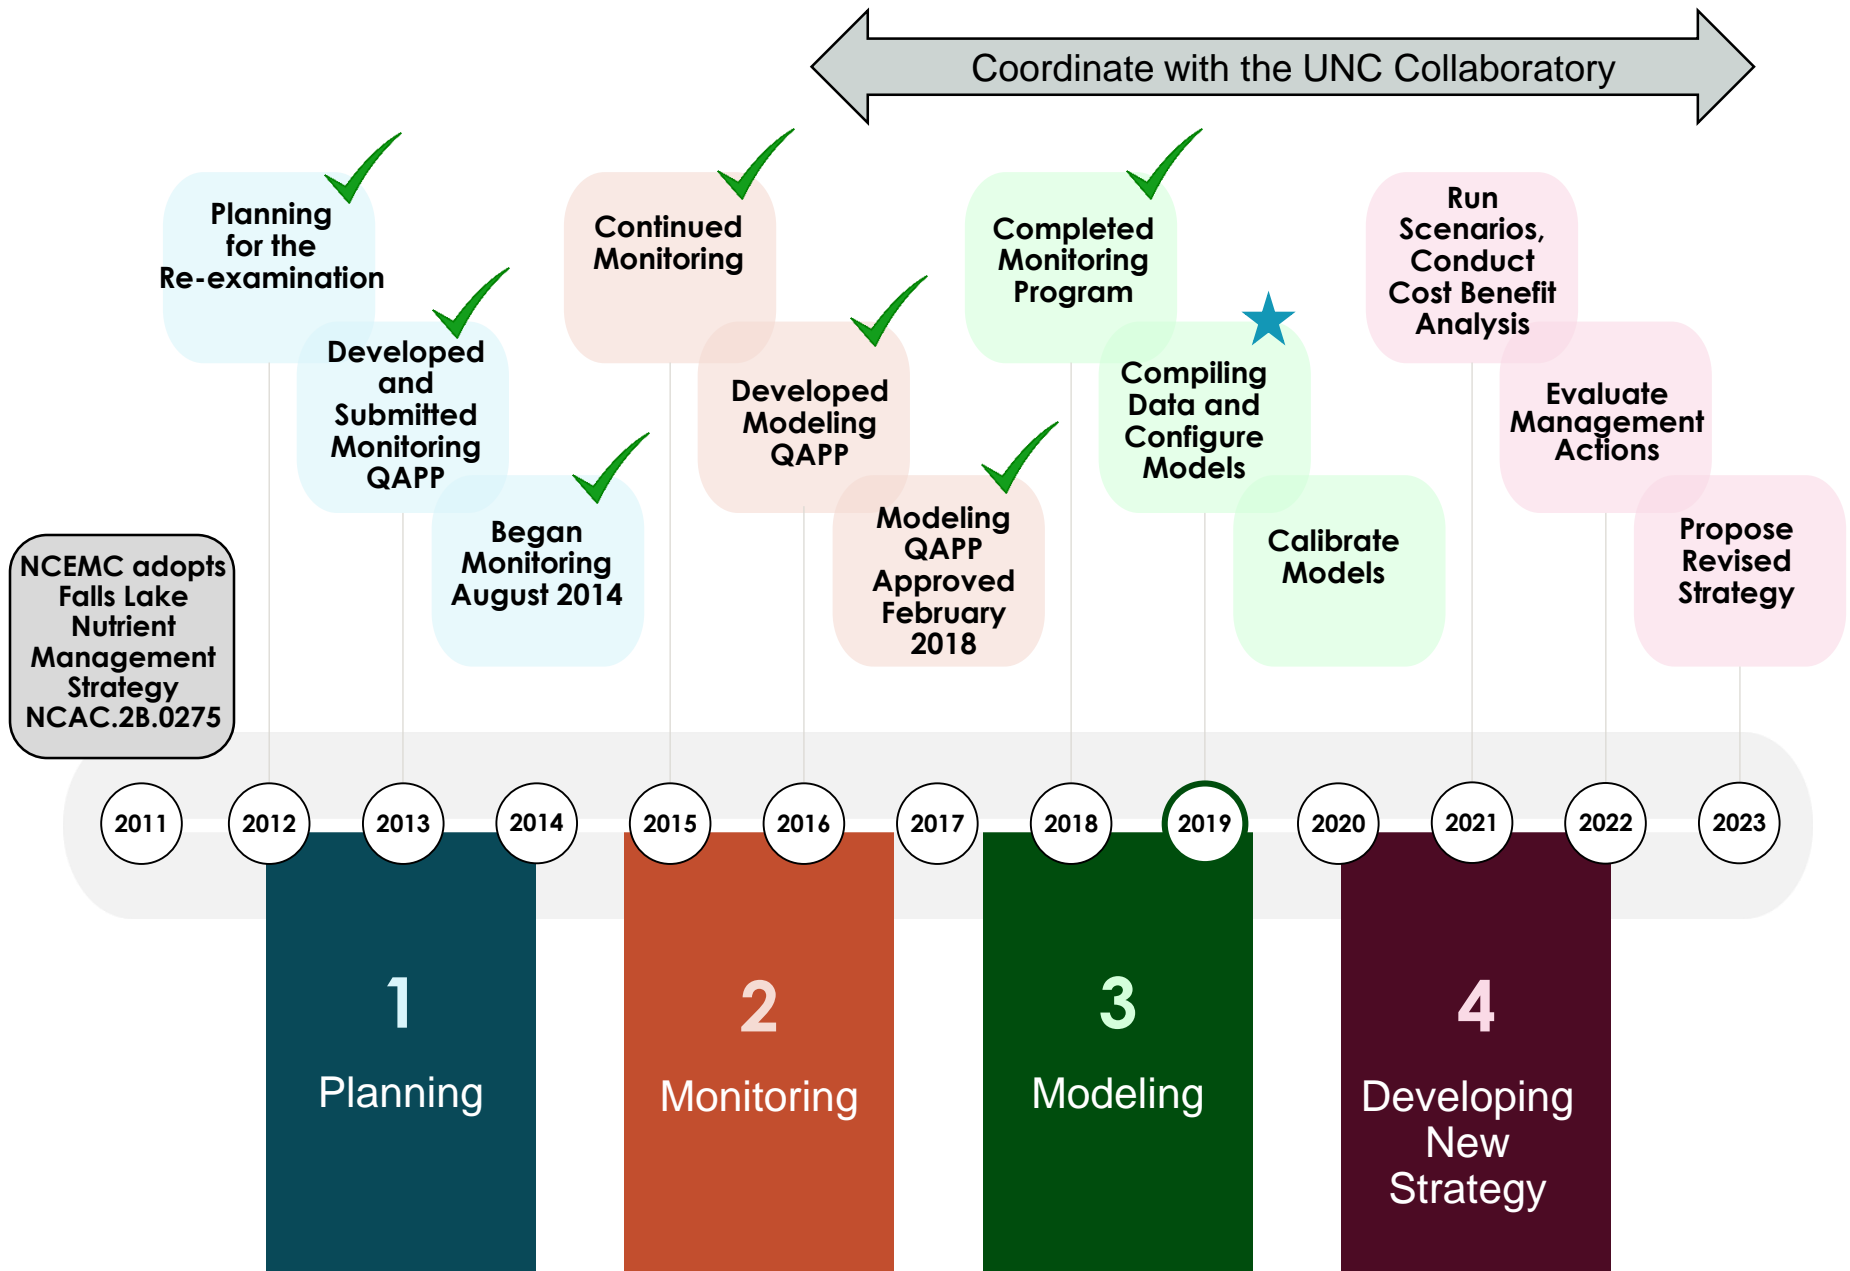 Coordinate with the UNC Collaboratory
Planning
for the
Re-examination
Developed
and
Submitted
Monitoring
QAPP
Began
Monitoring
August 2014
Continued
Monitoring
Developed
Modeling
QAPP
Modeling
QAPP
Approved
February
2018
Completed
Monitoring
Program
Compiling
Data and
Configure
Models
Calibrate
Models
Run
Scenarios,
Conduct
Cost Benefit
Analysis
Evaluate
Management
Actions
Propose
Revised
Strategy
NCEMC adopts
Falls Lake
Nutrient
Management
Strategy
NCAC.2B.0275
2011
2012
2013
2014
2015
2016
2017
2018
2019
2020
2021
2022
2023
1
Planning
2
Monitoring
3
Modeling
4
Developing
New
Strategy